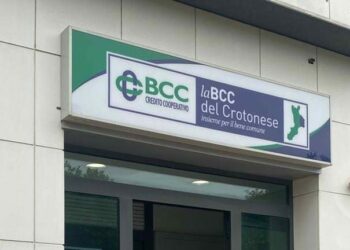 BCC
CREDITO COOPERATIVO
laBCC
del Crotonese
insieme per il bene comune